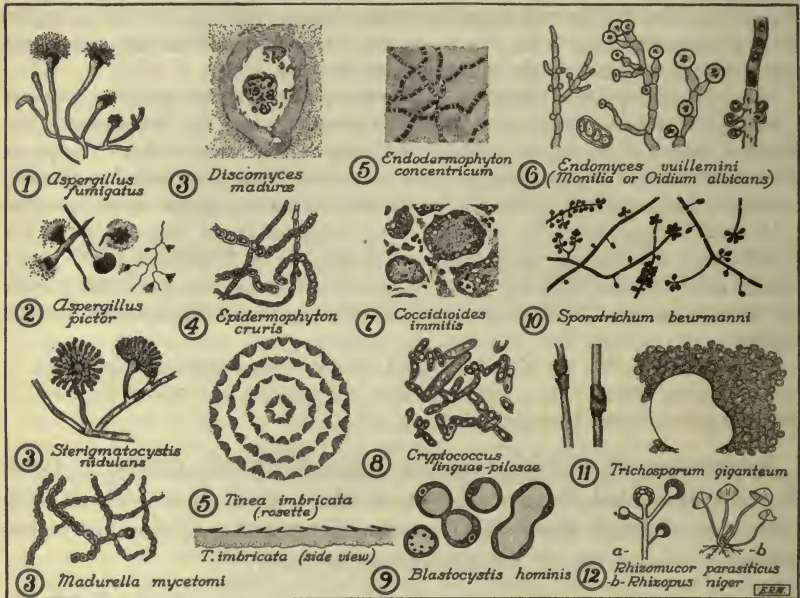 ① Aspergillus
fumigatus
③ Discomyces
maduræ
⑤ Endodermophyton
concentricum
⑥ Endomyces vuillemini
(Monilia or Oidium albicans)
② Aspergillus
pictor
④ Epidermophyton
cruris
⑦ Coccidioides
immitis
⑩ Sporotrichum beurmanni
③ Sterigmatocystis
nidulans
⑤ Tinea imbricata
(rosette)
⑧ Cryptococcus
linguae-pilosae
⑪ Trichosporum giganteum
③ Madurella mycetomi
T. imbricata (side view)
⑨ Blastocystis hominis
a-
-b
⑫ Rhizomucor parasiticus
-b- Rhizopus niger